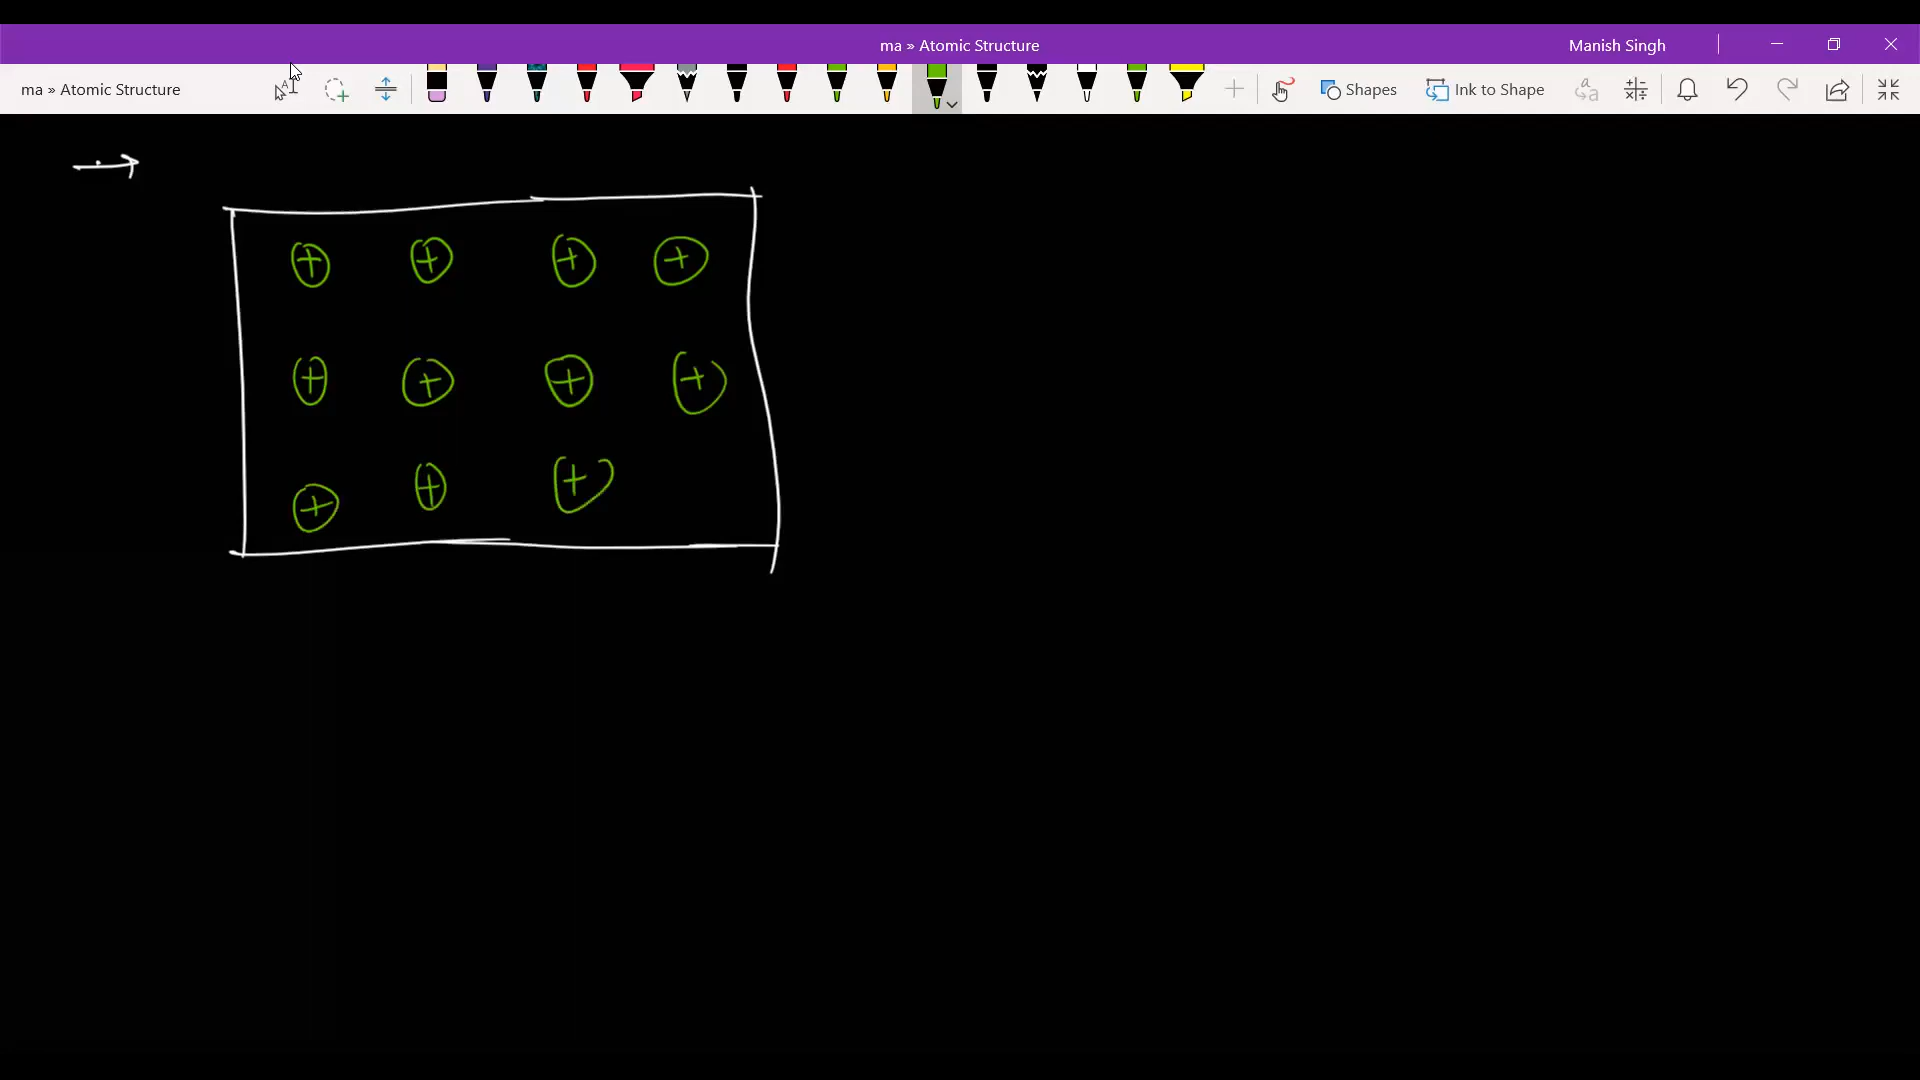 ma » Atomic Structure
Manish Singh
ma » Atomic Structure
Shapes
Ink to Shape
→
+ + + +
+ + + +
+ + +